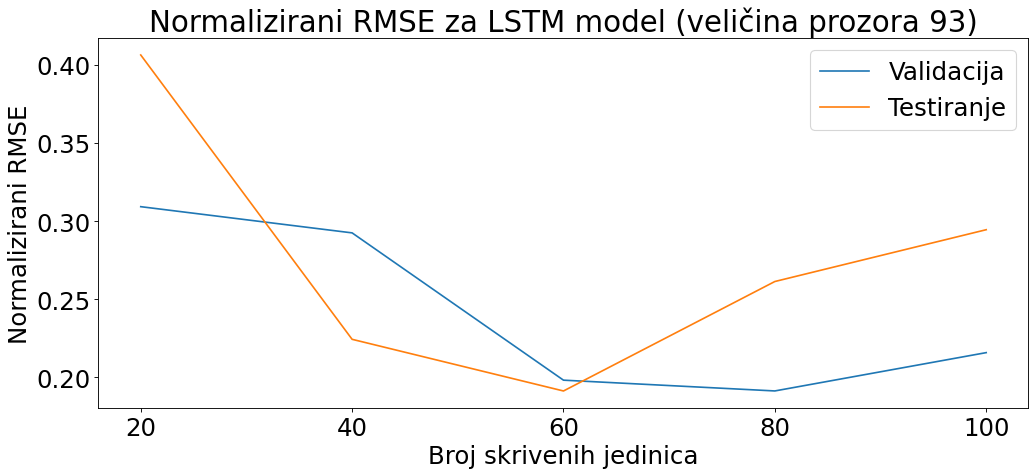 Normalizirani RMSE za LSTM model (veličina prozora 93)
Normalizirani RMSE
0.40
0.35
0.30
0.25
0.20
Validacija
Testiranje
20 40 60 80 100
Broj skrivenih jedinica